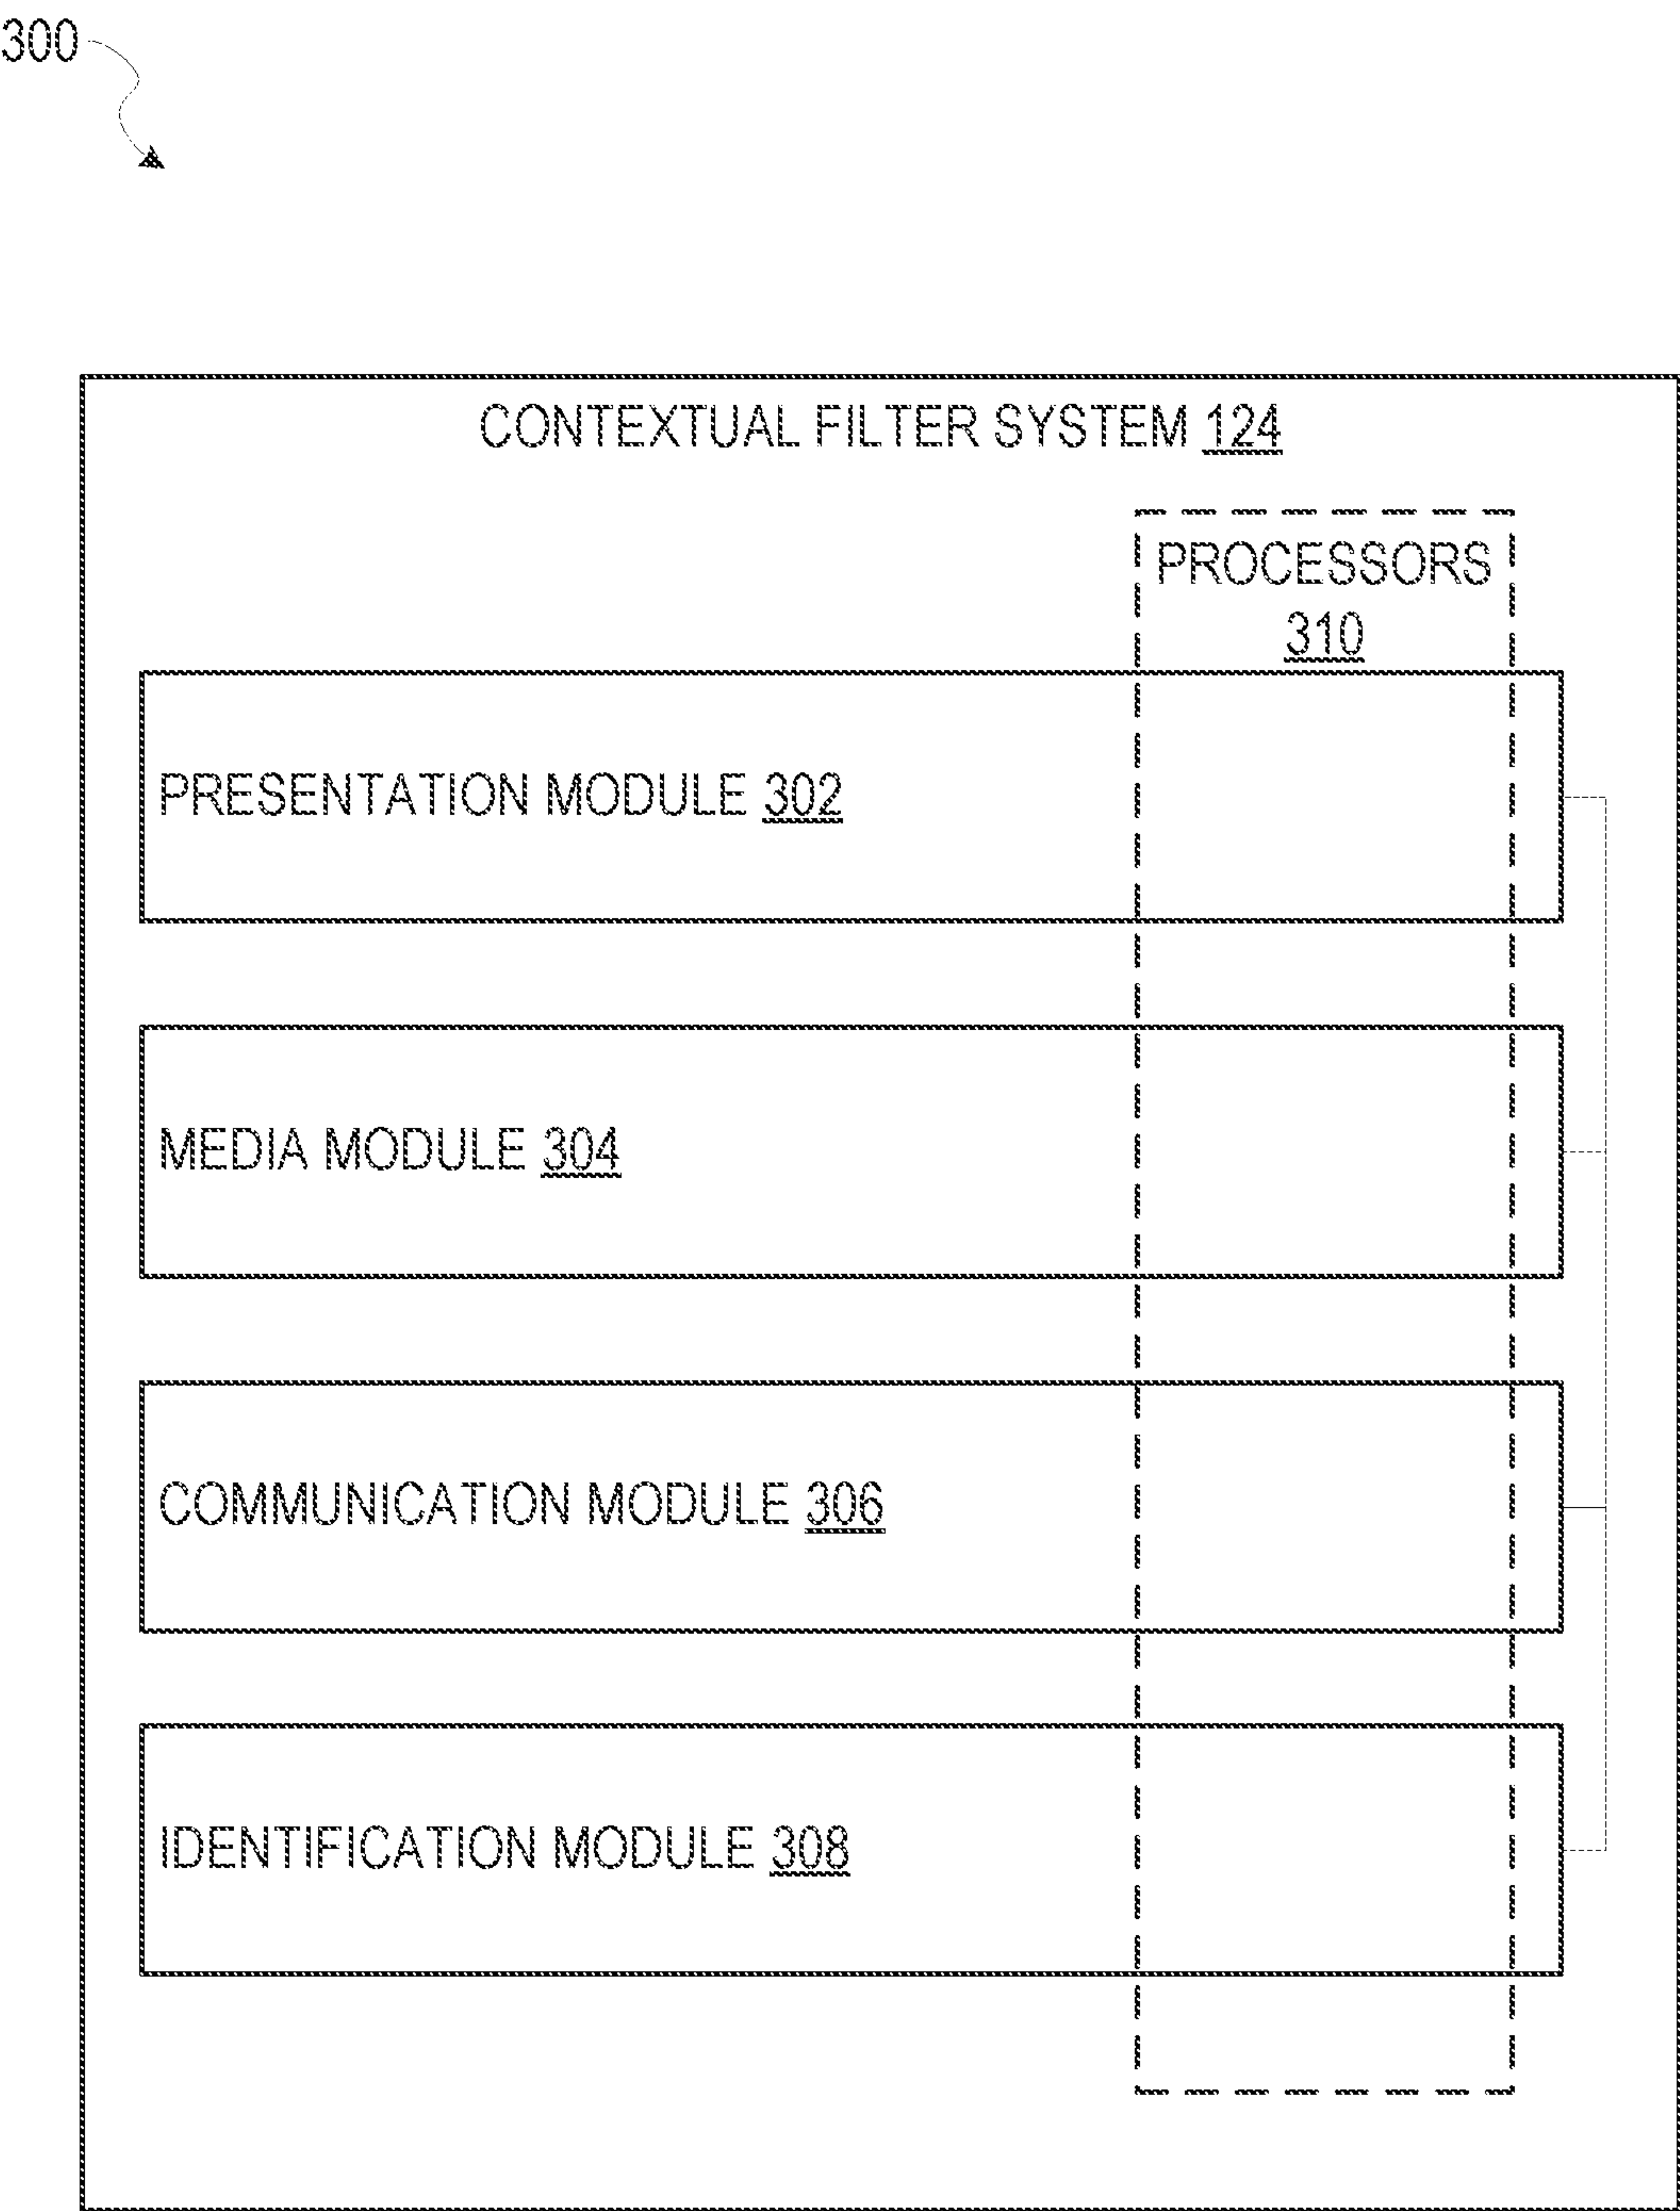 300
CONTEXTUAL FILTER SYSTEM 124
PROCESSORS
310
PRESENTATION MODULE 302
MEDIA MODULE 304
COMMUNICATION MODULE 306
IDENTIFICATION MODULE 308